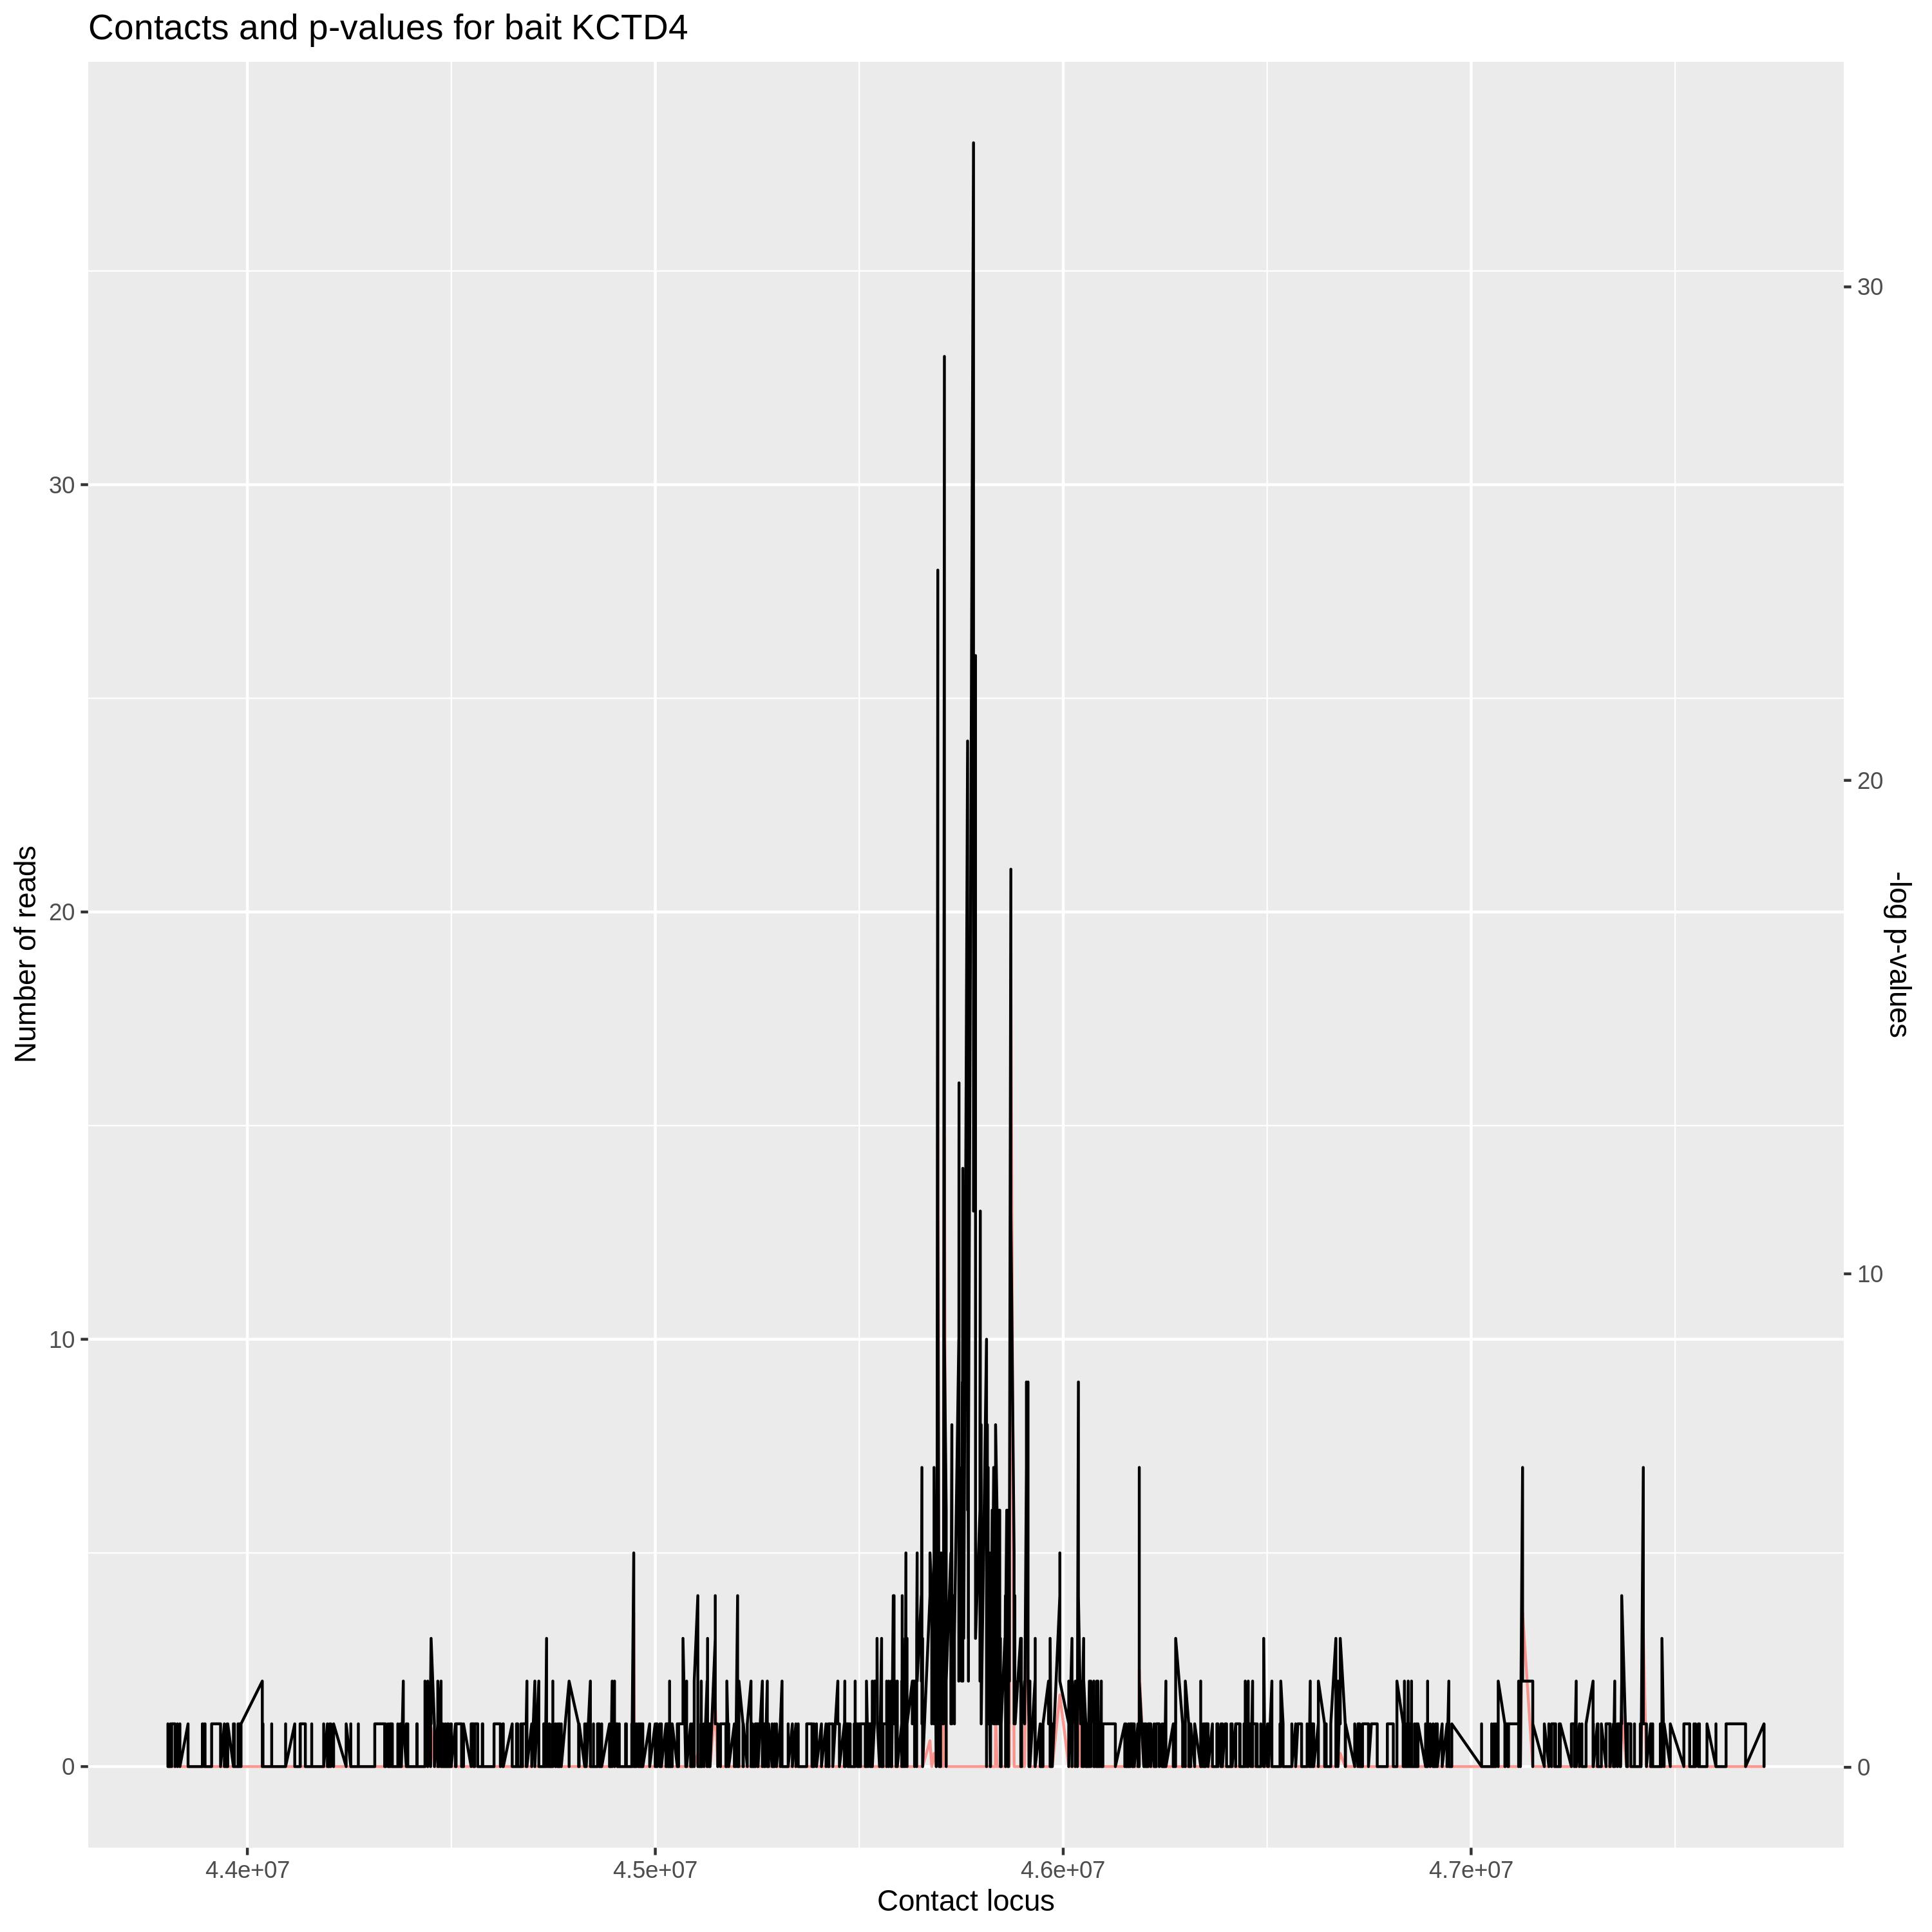 Contacts and p-values for bait KCTD4
Number of reads
30
20
10
0
30
20
10
0
-log p-values
4.4e+07 4.5e+07 4.6e+07 4.7e+07
Contact locus